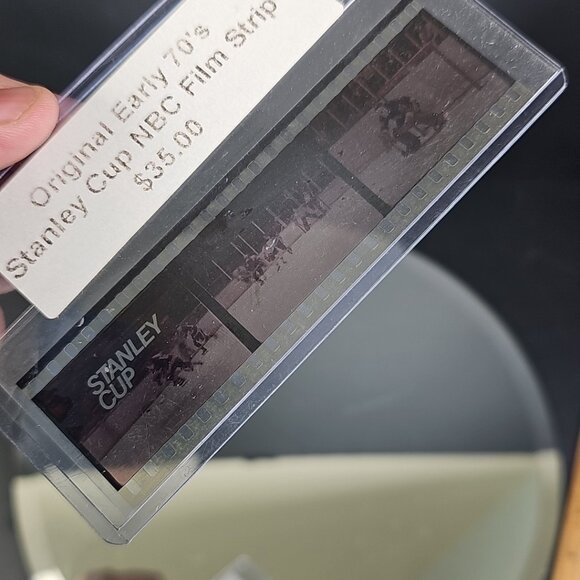 Original Early 70's
Stanley Cup NBC Film Strip
$35.00
STANLEY
CUP